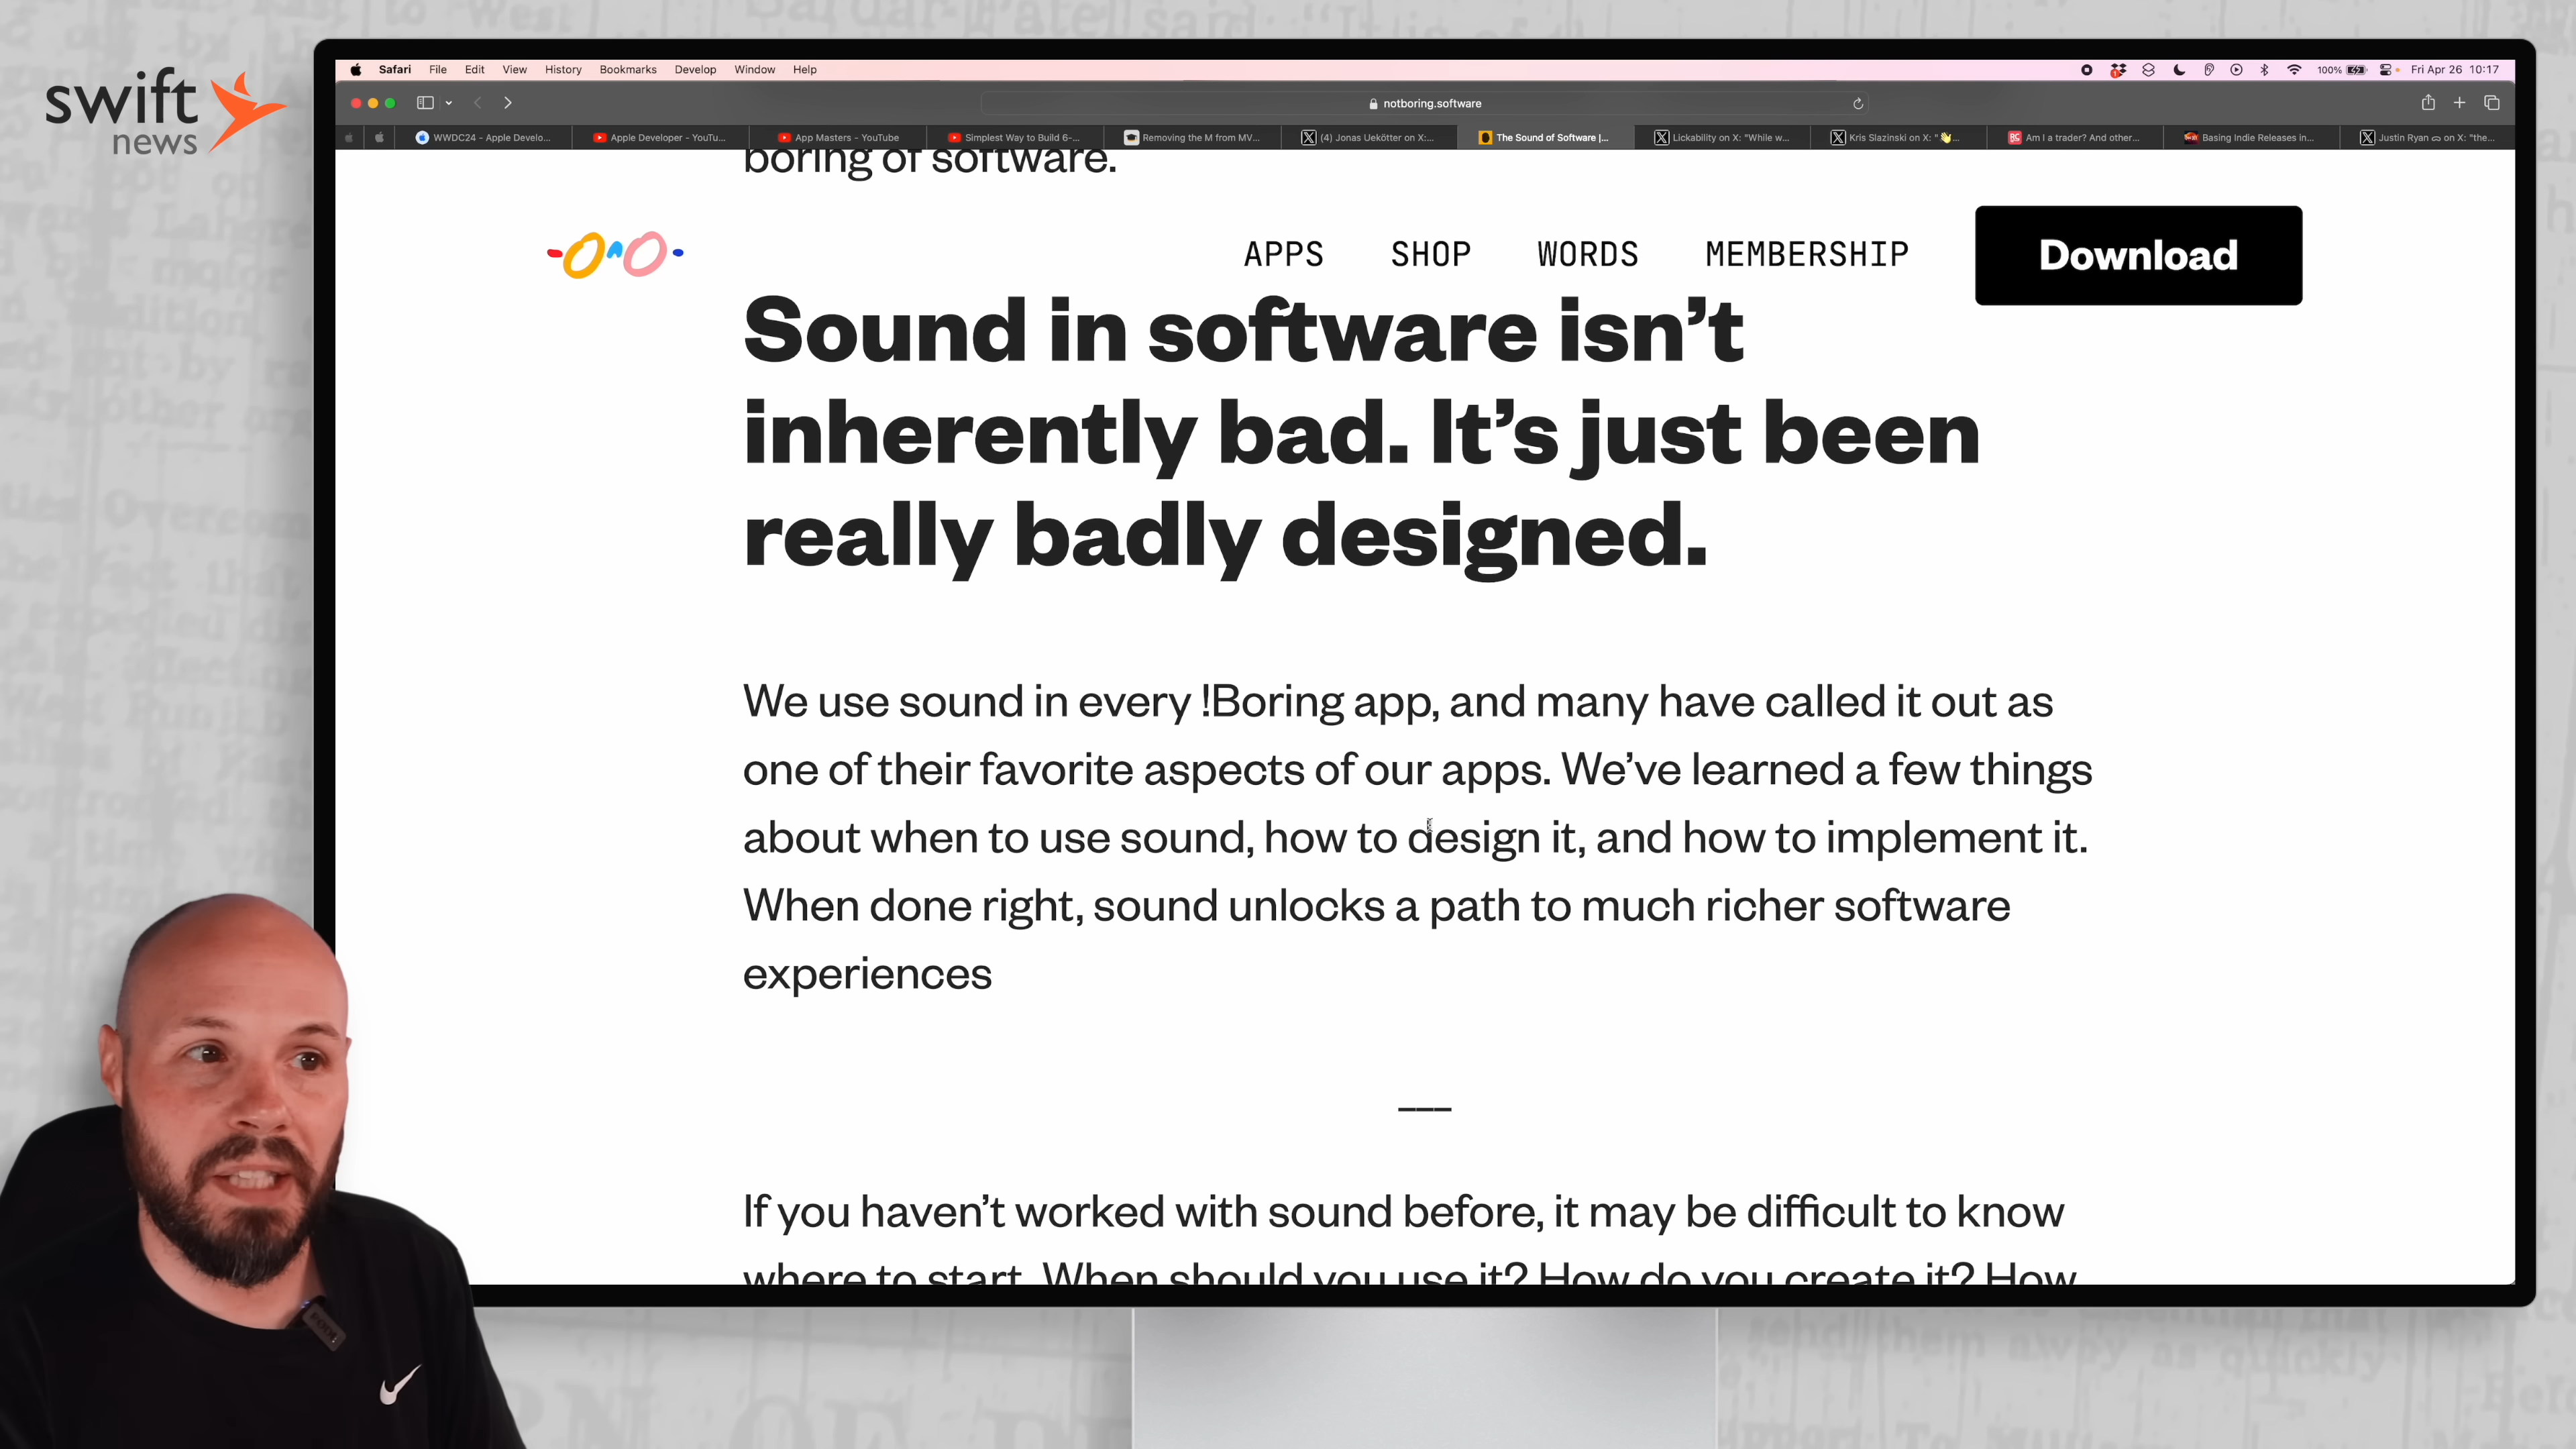 swift
news
Safari File Edit View History Bookmarks Develop Window Help
100% Fri Apr 26 10:17
notboring.software
WWDC24 - Apple Develo...
Apple Developer - YouTu...
App Masters - YouTube
Simplest Way to Build 6-...
Removing the M from MV...
(4) Jonas Uekötter on X:...
The Sound of Software |...
Lickability on X: "While w...
Kris Slazinski on X: "👋...
Am I a trader? And other...
Basing Indie Releases in...
Justin Ryan on X: "the...
boring of software.
APPS SHOP WORDS MEMBERSHIP Download
Sound in software isn’t
inherently bad. It’s just been
really badly designed.
We use sound in every !Boring app, and many have called it out as
one of their favorite aspects of our apps. We’ve learned a few things
about when to use sound, how to design it, and how to implement it.
When done right, sound unlocks a path to much richer software
experiences
If you haven’t worked with sound before, it may be difficult to know
where to start. When should you use it? How do you create it? How